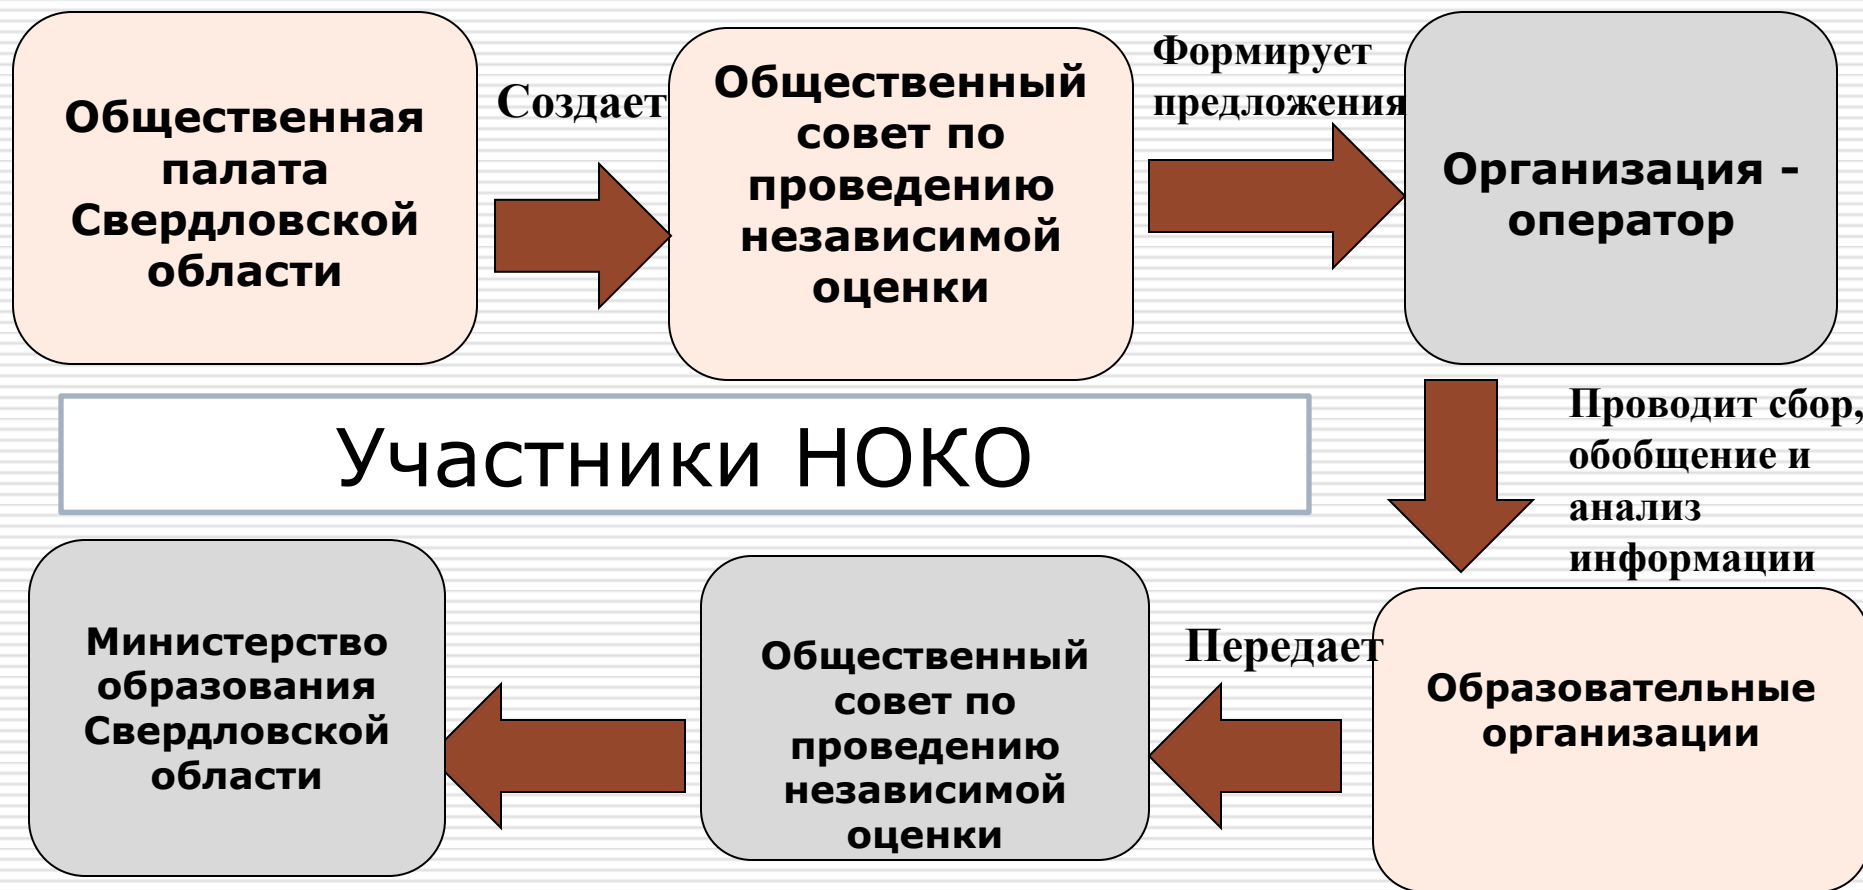 Общественная
палата
Свердловской
области
Создает
Общественный
совет по
проведению
независимой
оценки
Формирует
предложения
Организация -
оператор
Участники НОКО
Проводит сбор,
обобщение и
анализ
информации
Министерство
образования
Свердловской
области
Общественный
совет по
проведению
независимой
оценки
Передает
Образовательные
организации